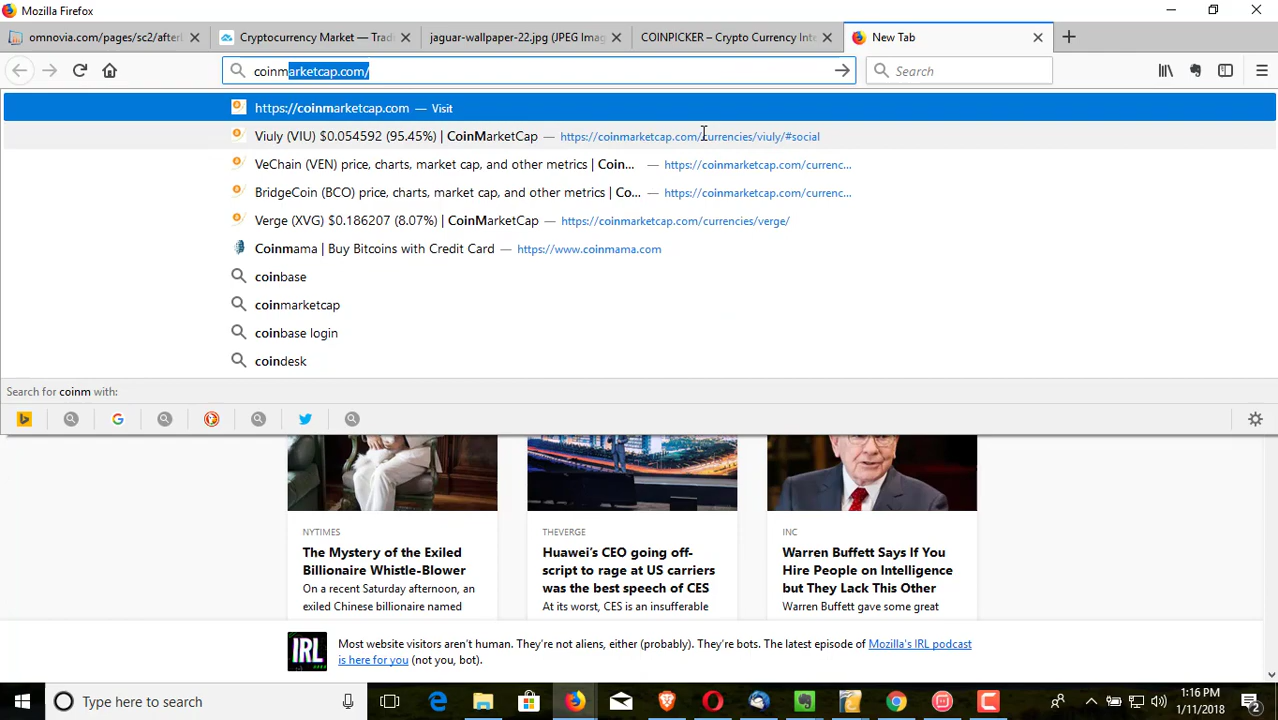 Mozilla Firefox
omnovia.com/pages/sc2/after
Cryptocurrency Market — Tradi
jaguar-wallpaper-22.jpg (JPEG Imag
COINPICKER – Crypto Currency Inte
New Tab
coinmarketcap.com/
Search
https://coinmarketcap.com — Visit
Viuly (VIU) $0.054592 (95.45%) | CoinMarketCap — https://coinmarketcap.com/currencies/viuly/#social
VeChain (VEN) price, charts, market cap, and other metrics | Coin... — https://coinmarketcap.com/currenc...
BridgeCoin (BCO) price, charts, market cap, and other metrics | Co... — https://coinmarketcap.com/currenc...
Verge (XVG) $0.186207 (8.07%) | CoinMarketCap — https://coinmarketcap.com/currencies/verge/
Coinmama | Buy Bitcoins with Credit Card — https://www.coinmama.com
coinbase
coinmarketcap
coinbase login
coindesk
Search for coinm with:
NYTIMES
The Mystery of the Exiled
Billionaire Whistle-Blower
On a recent Saturday afternoon, an
exiled Chinese billionaire named
THEVERGE
Huawei's CEO going off-
script to rage at US carriers
was the best speech of CES
At its worst, CES is an insufferable
INC
Warren Buffett Says If You
Hire People on Intelligence
but They Lack This Other
Warren Buffett gave some great
IRL
Most website visitors aren't human. They're not aliens, either (probably). They're bots. The latest episode of Mozilla's IRL podcast
is here for you (not you, bot).
Type here to search
1:16 PM
1/11/2018
2